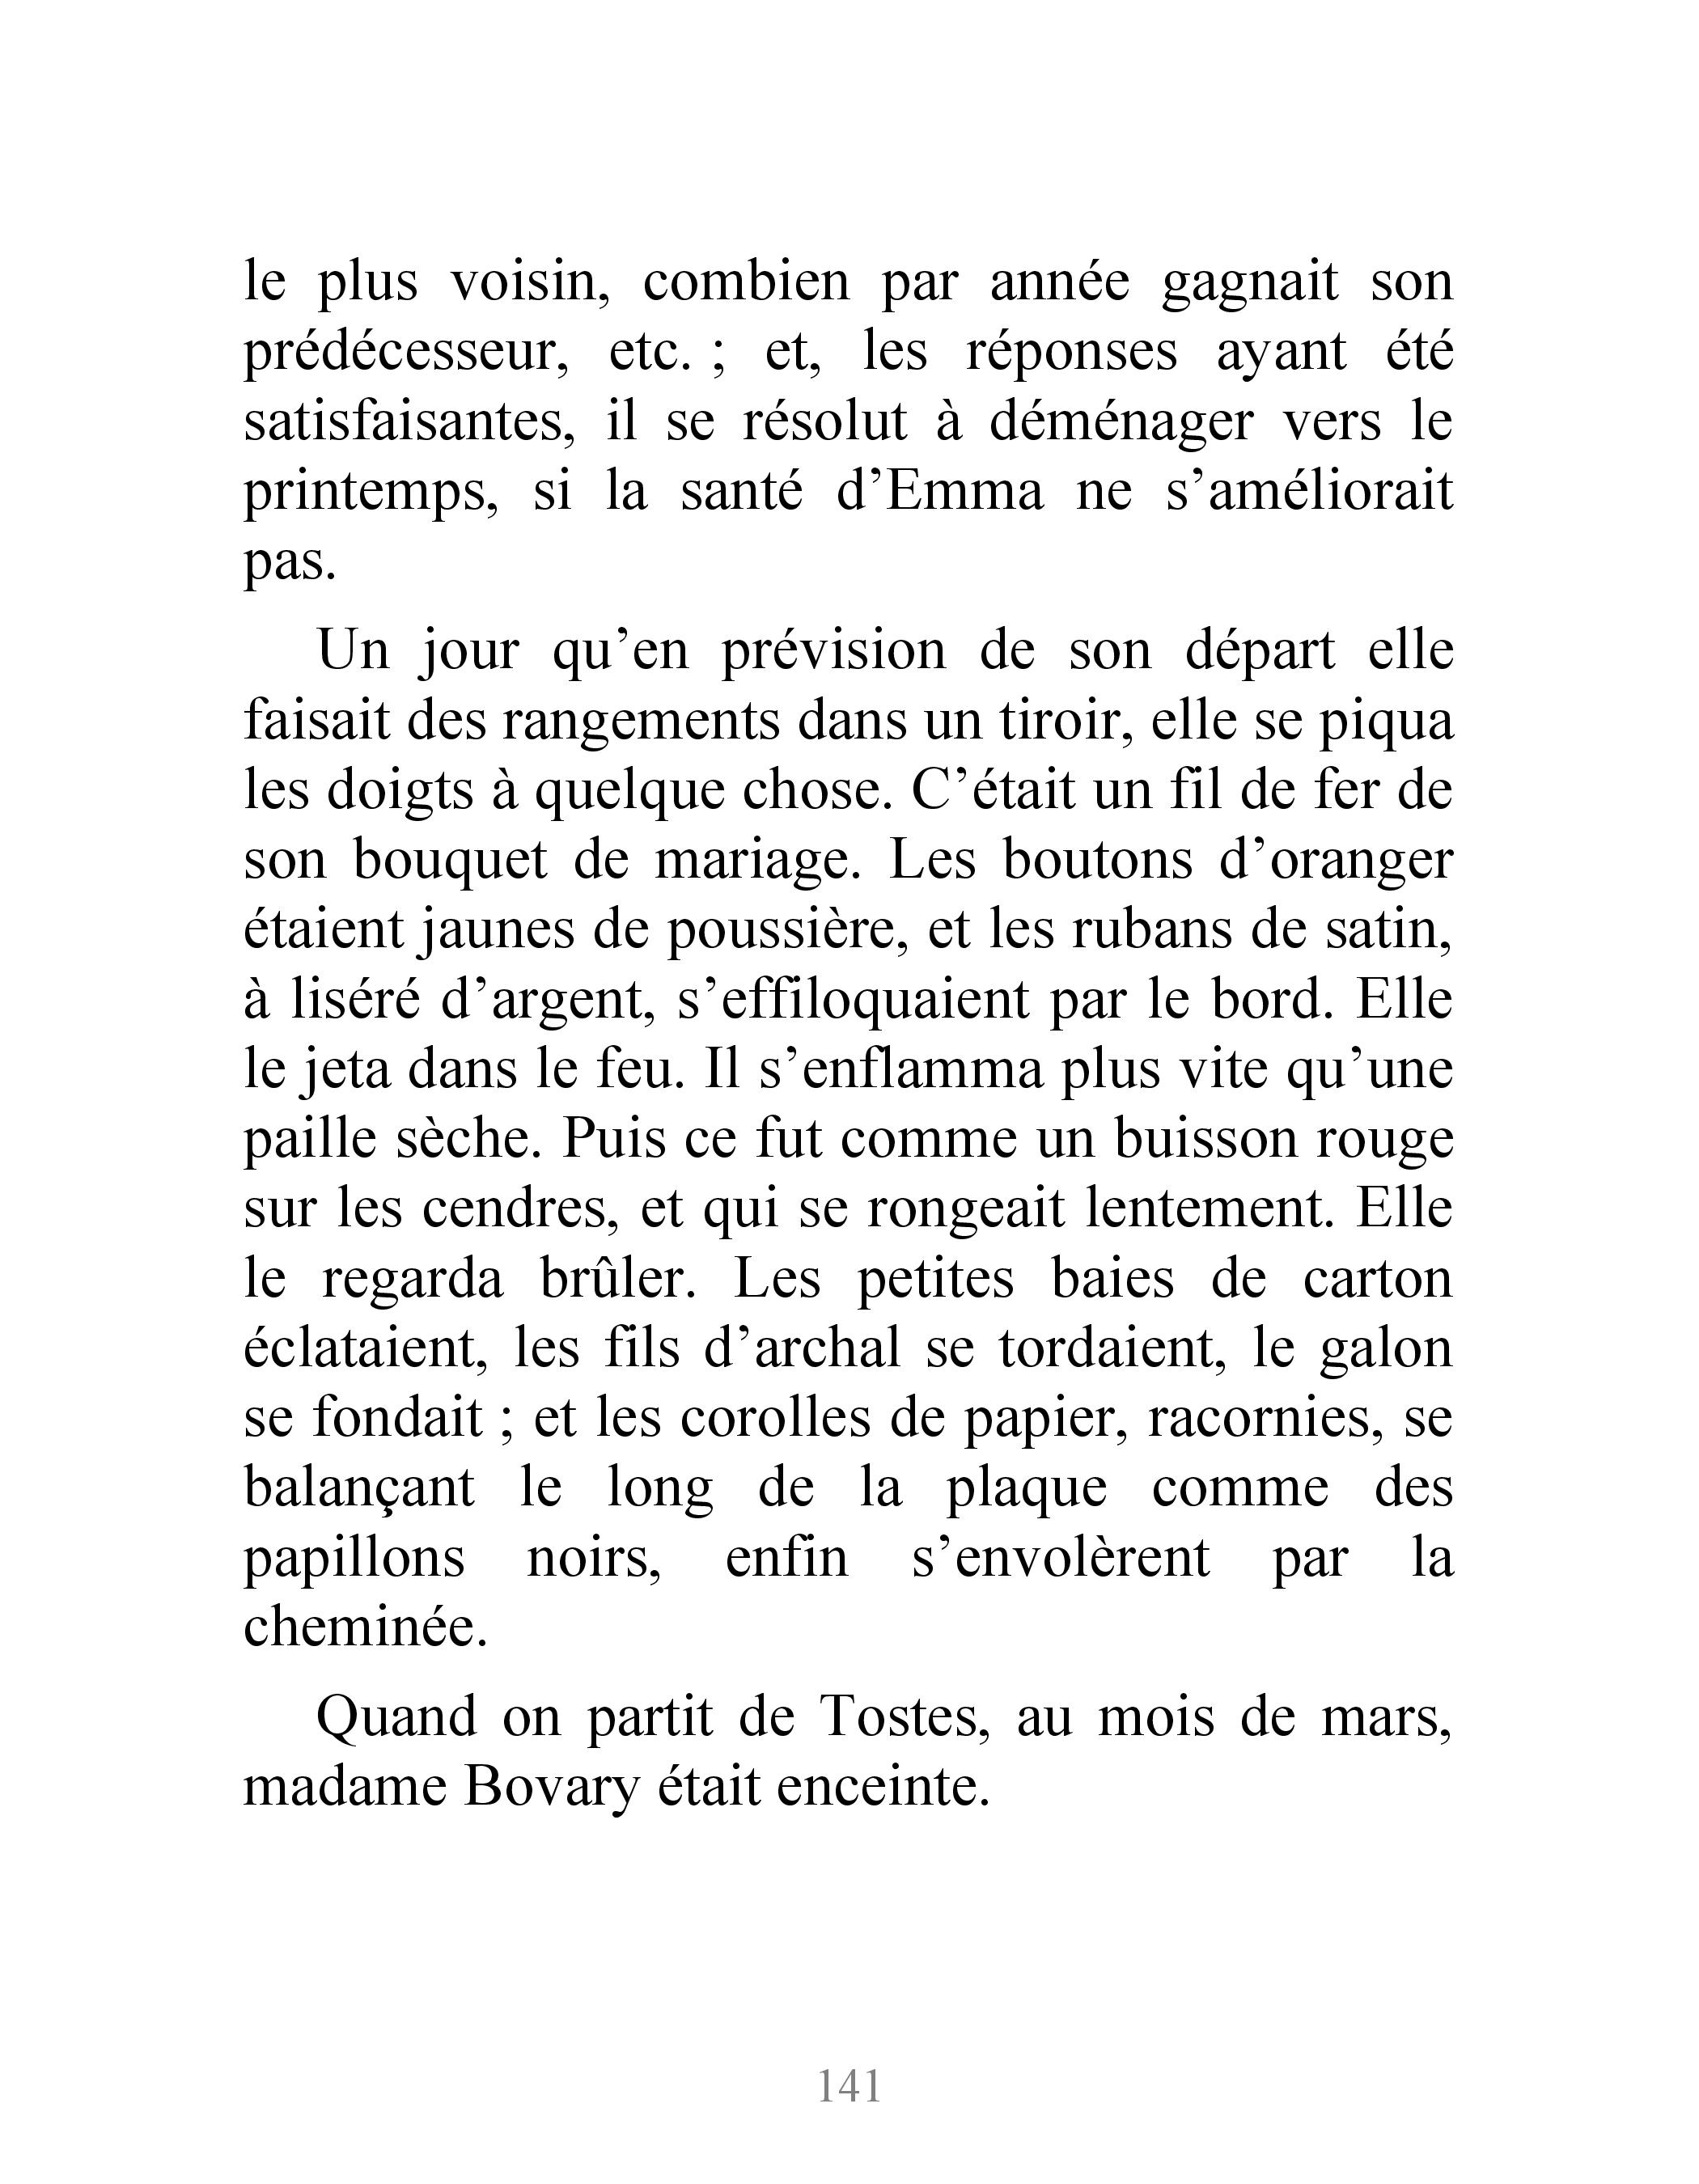 le plus voisin, combien par année gagnait son
prédécesseur, etc. ; et, les réponses ayant été
satisfaisantes, il se résolut à déménager vers le
printemps, si la santé d’Emma ne s’améliorait
pas.
Un jour qu’en prévision de son départ elle
faisait des rangements dans un tiroir, elle se piqua
les doigts à quelque chose. C’était un fil de fer de
son bouquet de mariage. Les boutons d’oranger
étaient jaunes de poussière, et les rubans de satin,
à liséré d’argent, s’effiloquaient par le bord. Elle
le jeta dans le feu. Il s’enflamma plus vite qu’une
paille sèche. Puis ce fut comme un buisson rouge
sur les cendres, et qui se rongeait lentement. Elle
le regarda brûler. Les petites baies de carton
éclataient, les fils d’archal se tordaient, le galon
se fondait ; et les corolles de papier, racornies, se
balançant le long de la plaque comme des
papillons noirs, enfin s’envolèrent par la
cheminée.
Quand on partit de Tostes, au mois de mars,
madame Bovary était enceinte.
141